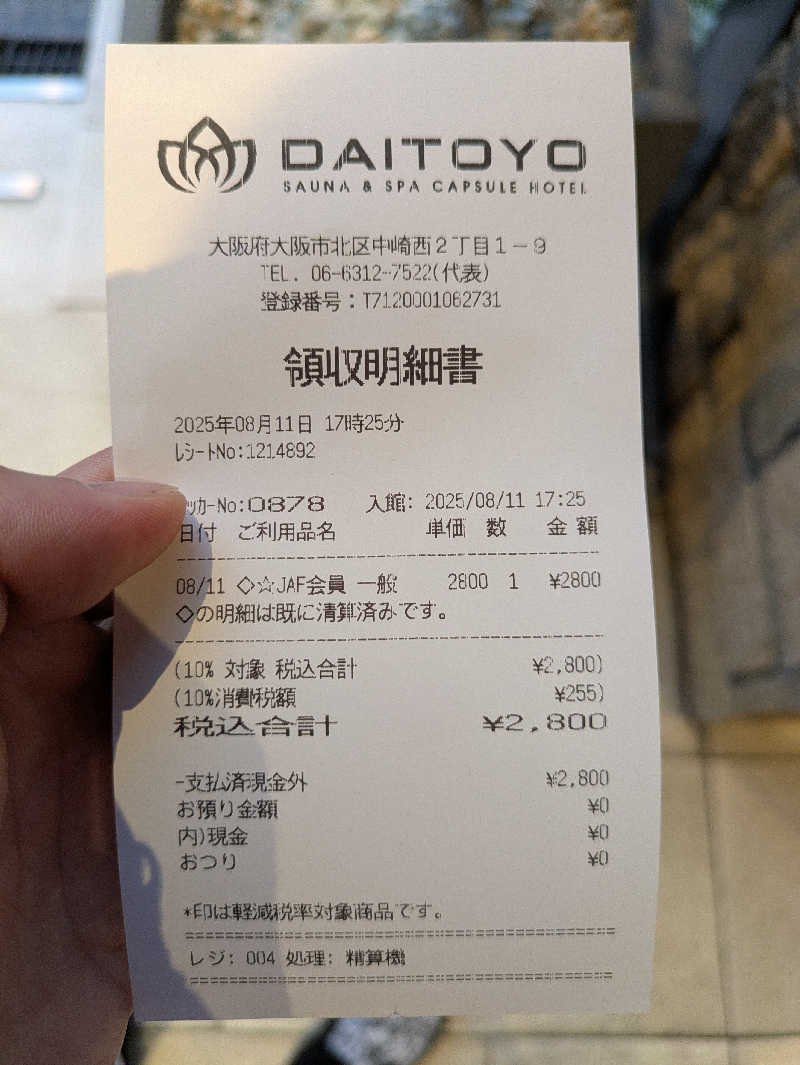 DAITOYO
SAUNA & SPA CAPSULE HOTEL
大阪府大阪市北区中崎西2丁目1-9
TEL. 06-6312-7522(代表)
登録番号:T7120001062731
領収明細書
2025年08月11日 17時25分
レシートNo:1214892
ッカーNo:0878 入館: 2025/08/11 17:25
日付 ご利用品名 単価 数 金額
08/11 ◇☆JAF会員 一般 2800 1 ¥2800
◇の明細は既に清算済みです。
(10% 対象 税込合計 ¥2,800)
(10%消費税額 ¥255)
税込合計 ¥2,800
-支払済現金外 ¥2,800
お預り金額 ¥0
内)現金 ¥0
おつり ¥0
*印は軽減税率対象商品です。
レジ: 004 処理: 精算機